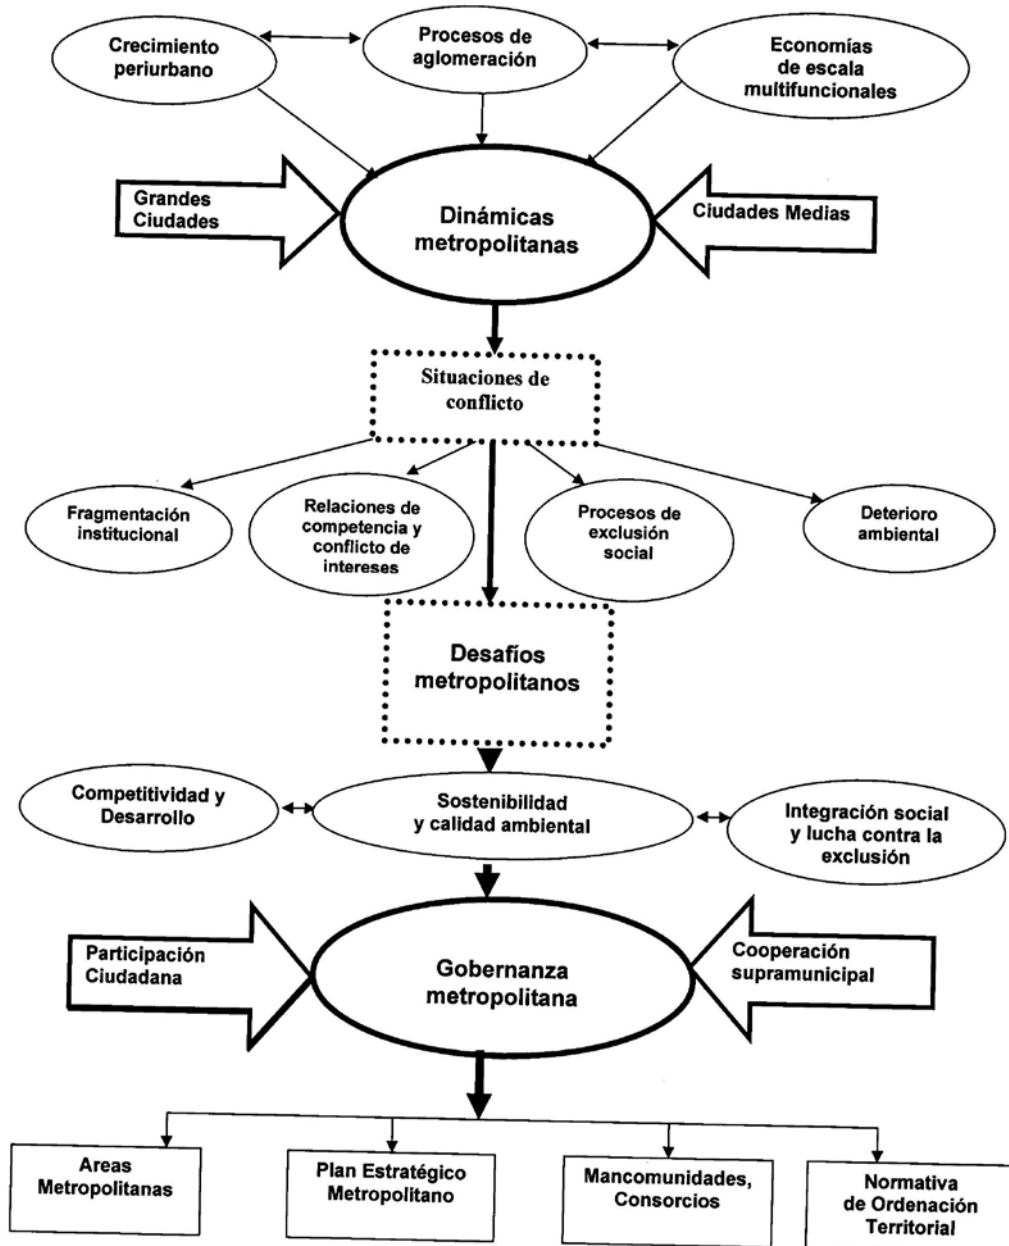 Crecimiento
periurbano
Procesos de
aglomeración
Economías
de escala
multifuncionales
Grandes
Ciudades
Dinámicas
metropolitanas
Ciudades Medias
Situaciones de
conflicto
Fragmentación
institucional
Relaciones de
competencia y
conflicto de
intereses
Procesos de
exclusión
social
Deterioro
ambiental
Desafíos
metropolitanos
Competitividad y
Desarrollo
Sostenibilidad
y calidad ambiental
Integración social
y lucha contra la
exclusión
Participación
Ciudadana
Gobernanza
metropolitana
Cooperación
supramunicipal
Areas
Metropolitanas
Plan Estratégico
Metropolitano
Mancomunidades,
Consorcios
Normativa
de Ordenación
Territorial